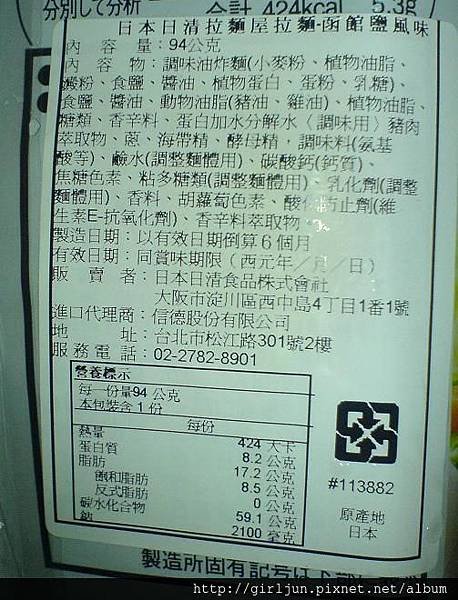 分別して分析
合計 424kcal 5.3g
日本日清拉麵屋拉麵-函館鹽風味
內 容 量：94公克
內 容 物：調味油炸麵(小麥粉、植物油脂、
澱粉、食鹽、醬油、植物蛋白、蛋粉、乳糖)、
食鹽、醬油、動物油脂(豬油、雞油)、植物油脂、
糖類、香辛料、蛋白加水分解水〈調味用〉豬肉
萃取物、蔥、海帶精、酵母精，調味料(氨基
酸等)、鹼水(調整麵體用)、碳酸鈣(鈣質)、
焦糖色素、粘多糖類(調整麵體用)、乳化劑(調整
麵體用)、香料、胡蘿蔔色素、酸化防止劑(維
生素E-抗氧化劑)、香辛料萃取物、
製造日期：以有效日期倒算6個月
有效日期：同賞味期限（西元年／月／日）
販 賣 者：日本日清食品株式會社
大阪市淀川區西中島4丁目1番1號
進口代理商：信德股份有限公司
地 址：台北市松江路301號2樓
服務電話：02-2782-8901
營養標示
每一份量94 公克
本包裝含 1 份
每份
熱量 424 大卡
蛋白質 8.2 公克
脂肪 17.2 公克
飽和脂肪 8.5 公克
反式脂肪 0 公克
碳水化合物 59.1 公克
鈉 2100 毫克
#113882
原產地
日本
製造所固有記号は下部
http://girljun.pixnet.net/album